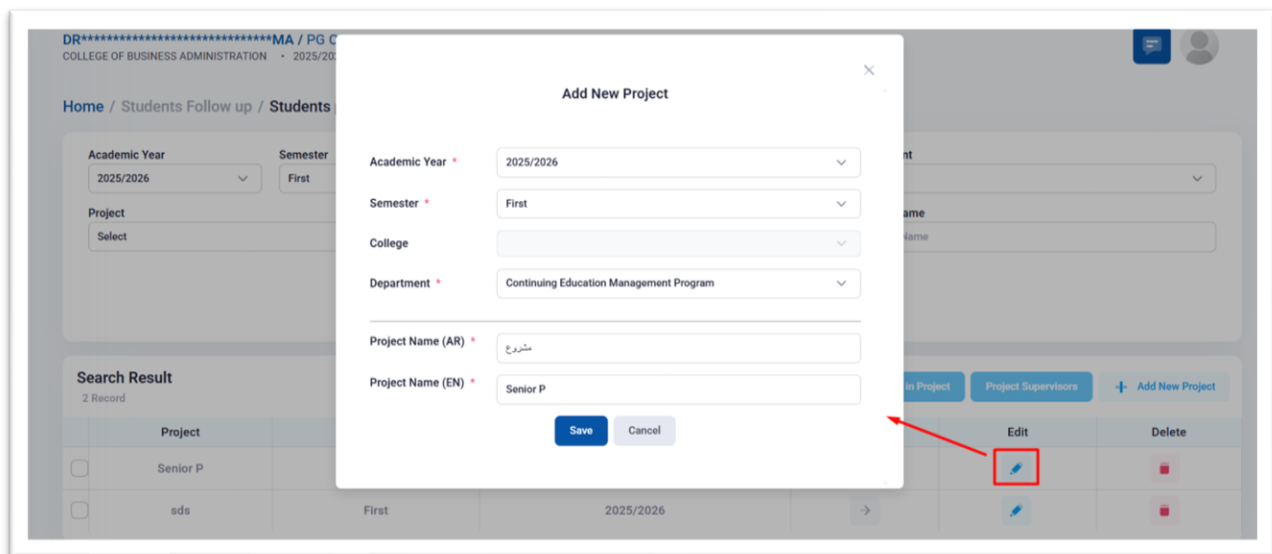 DR******************************MA / PG C
COLLEGE OF BUSINESS ADMINISTRATION • 2025/20
Home / Students Follow up / Students
Academic Year
Semester
2025/2026
First
Project
Select
nt
ame
Name
Add New Project
Academic Year *
2025/2026
Semester *
First
College
Department *
Continuing Education Management Program
Project Name (AR) *
مشروع
Project Name (EN) *
Senior P
Save
Cancel
Search Result
2 Record
in Project
Project Supervisors
+ Add New Project
Project
Edit
Delete
Senior P
sds
First
2025/2026